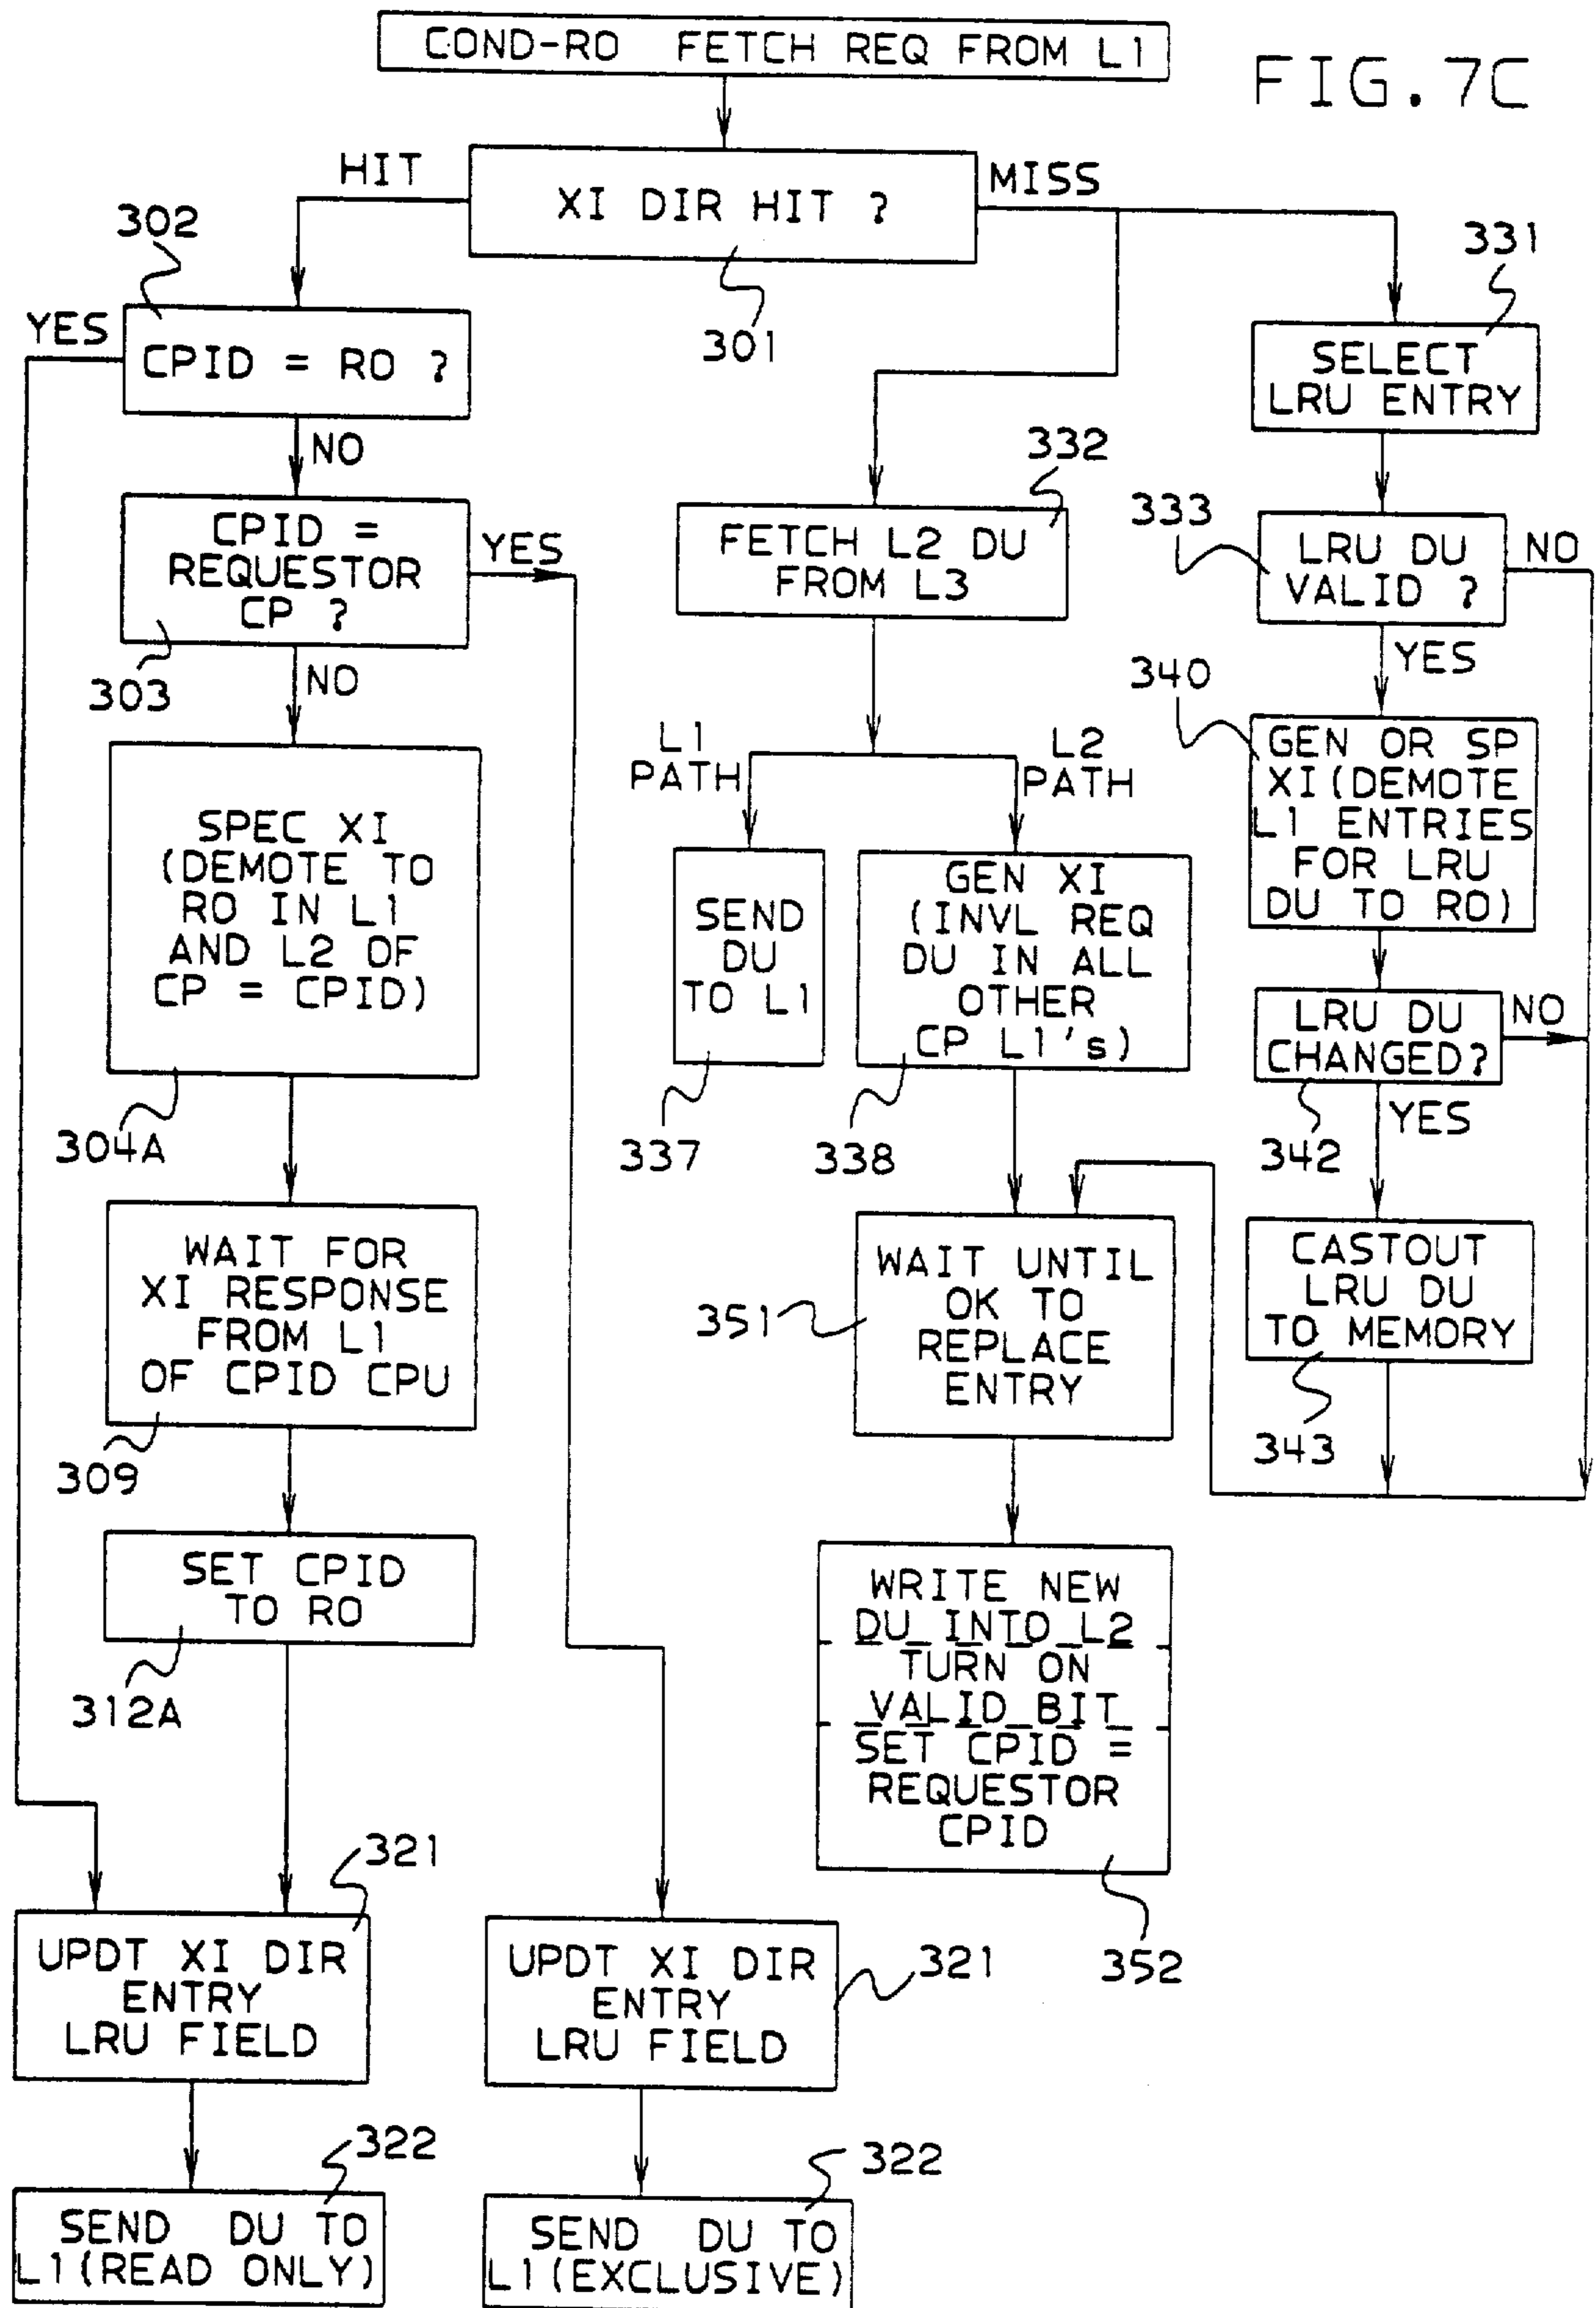 COND-RO FETCH REQ FROM L1
FIG. 7C
HIT
XI DIR HIT ?
MISS
301
302
YES
CPID = RO ?
NO
331
SELECT
LRU ENTRY
CPID =
REQUESTOR
CP ?
YES
303
NO
332
FETCH L2 DU
FROM L3
333
LRU DU
VALID ?
NO
YES
340
GEN OR SP
XI (DEMOTE
L1 ENTRIES
FOR LRU
DU TO RO)
L1
PATH
L2
PATH
SPEC XI
(DEMOTE TO
RO IN L1
AND L2 OF
CP = CPID)
304A
SEND
DU
TO L1
337
GEN XI
(INVL REQ
DU IN ALL
OTHER
CP L1's)
338
LRU DU
CHANGED?
NO
342
YES
WAIT FOR
XI RESPONSE
FROM L1
OF CPID CPU
309
WAIT UNTIL
OK TO
REPLACE
ENTRY
351
CASTOUT
LRU DU
TO MEMORY
343
SET CPID
TO RO
312A
WRITE NEW
DU INTO L2
TURN ON
VALID BIT
SET CPID =
REQUESTOR
CPID
352
321
UPDT XI DIR
ENTRY
LRU FIELD
UPDT XI DIR
ENTRY
LRU FIELD
321
322
SEND DU TO
L1 (READ ONLY)
322
SEND DU TO
L1 (EXCLUSIVE)